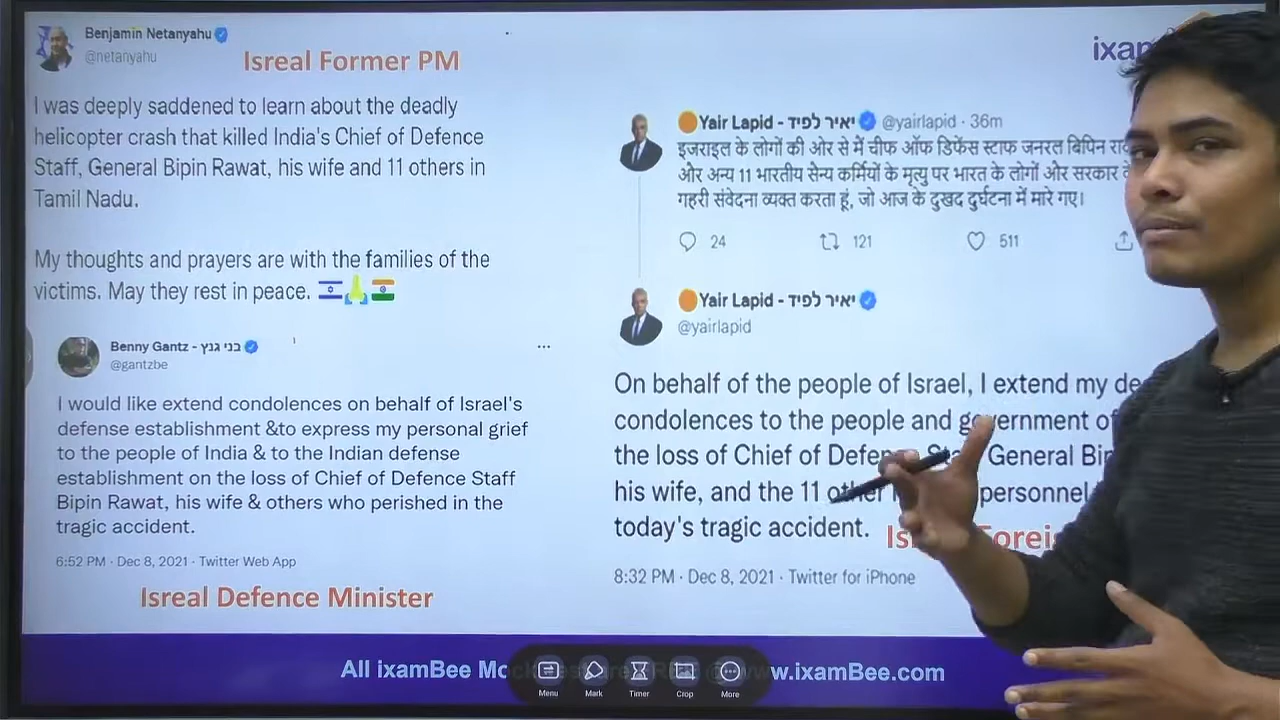 Benjamin Netanyahu
@netanyahu
Isreal Former PM
I was deeply saddened to learn about the deadly
helicopter crash that killed India's Chief of Defence
Staff, General Bipin Rawat, his wife and 11 others in
Tamil Nadu.
My thoughts and prayers are with the families of the
victims. May they rest in peace.
Benny Gantz - בני גנץ
@gantzbe
...
I would like extend condolences on behalf of Israel's
defense establishment &to express my personal grief
to the people of India & to the Indian defense
establishment on the loss of Chief of Defence Staff
Bipin Rawat, his wife & others who perished in the
tragic accident.
6:52 PM · Dec 8, 2021 · Twitter Web App
Isreal Defence Minister
ixam
Yair Lapid - יאיר לפיד @yairlapid · 36m
इजराइल के लोगों की ओर से मैं चीफ ऑफ डिफेंस स्टाफ जनरल बिपिन
और अन्य 11 भारतीय सैन्य कर्मियों के मृत्यु पर भारत के लोगों और सरकार
गहरी संवेदना व्यक्त करता हूं, जो आज के दुखद दुर्घटना में मारे गए।
24 121 511
Yair Lapid - יאיר לפיד
@yairlapid
On behalf of the people of Israel, I extend my
condolences to the people and government of
the loss of Chief of Defense Staff General
his wife, and the 11 other personnel
today's tragic accident.
8:32 PM · Dec 8, 2021 · Twitter for iPhone
All ixamBee w.ixamBee.com
Menu Mark Timer Crop More